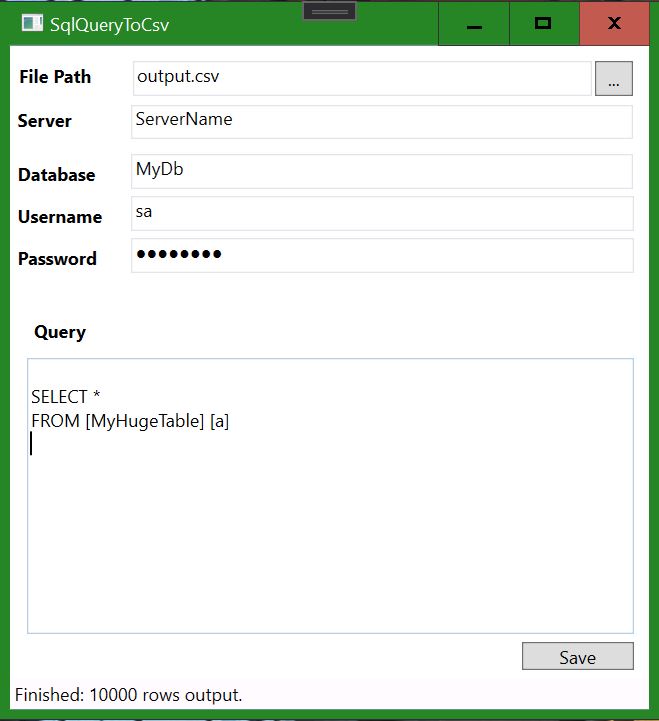 SqlQueryToCsv
File Path output.csv ...
Server ServerName
Database MyDb
Username sa
Password ●●●●●●●●
Query
SELECT *
FROM [MyHugeTable] [a]
Save
Finished: 10000 rows output.